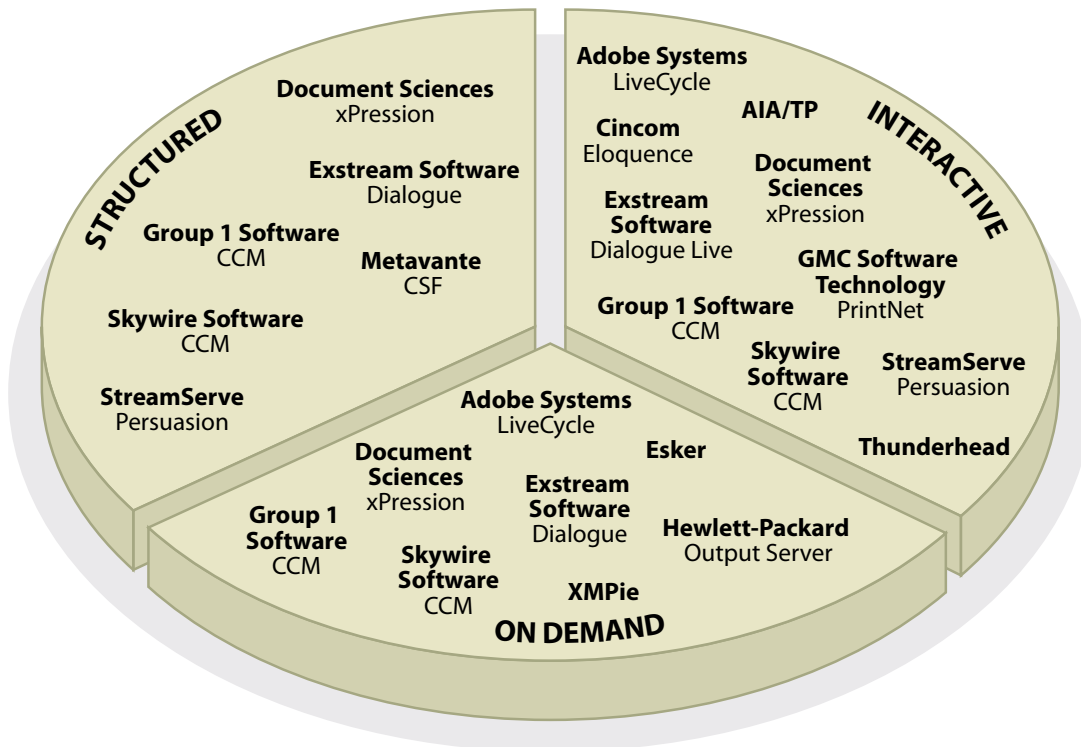 STRUCTURED
Document Sciences
xPression
Exstream Software
Dialogue
Group 1 Software
CCM
Metavante
CSF
Skywire Software
CCM
StreamServe
Persuasion
INTERACTIVE
Adobe Systems
LiveCycle
AIA/TP
Cincom
Eloquence
Document
Sciences
xPression
Exstream
Software
Dialogue Live
GMC Software
Technology
PrintNet
Group 1 Software
CCM
Skywire
Software
CCM
StreamServe
Persuasion
Thunderhead
Adobe Systems
LiveCycle
Document
Sciences
xPression
Esker
Exstream
Software
Dialogue
Group 1
Software
CCM
Hewlett-Packard
Output Server
Skywire
Software
CCM
XMPie
ON DEMAND